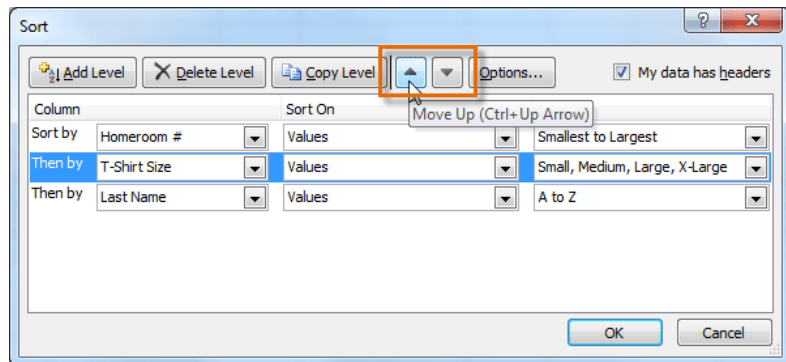 Sort
Add Level Delete Level Copy Level Options... My data has headers
Column Sort On
Move Up (Ctrl+Up Arrow)
Sort by Homeroom # Values Smallest to Largest
Then by T-Shirt Size Values Small, Medium, Large, X-Large
Then by Last Name Values A to Z
OK Cancel